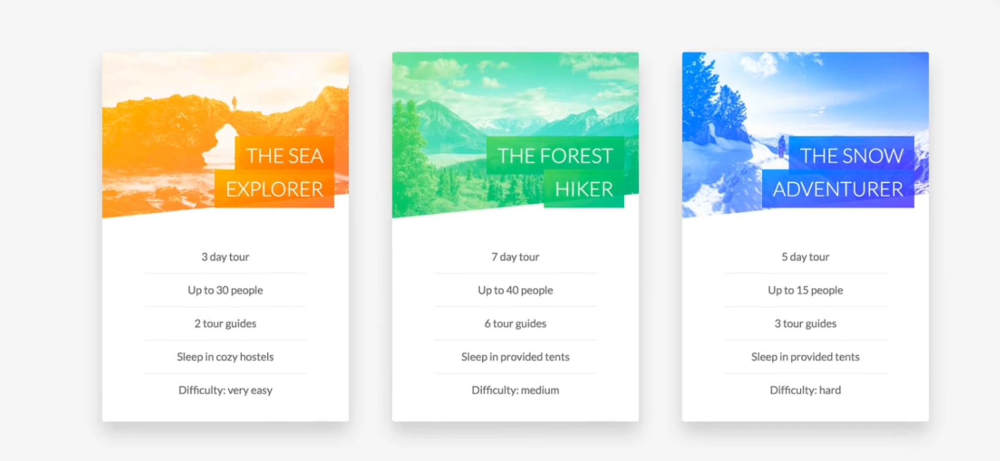 THE SEA
EXPLORER
3 day tour
Up to 30 people
2 tour guides
Sleep in cozy hostels
Difficulty: very easy
THE FOREST
HIKER
7 day tour
Up to 40 people
6 tour guides
Sleep in provided tents
Difficulty: medium
THE SNOW
ADVENTURER
5 day tour
Up to 15 people
3 tour guides
Sleep in provided tents
Difficulty: hard